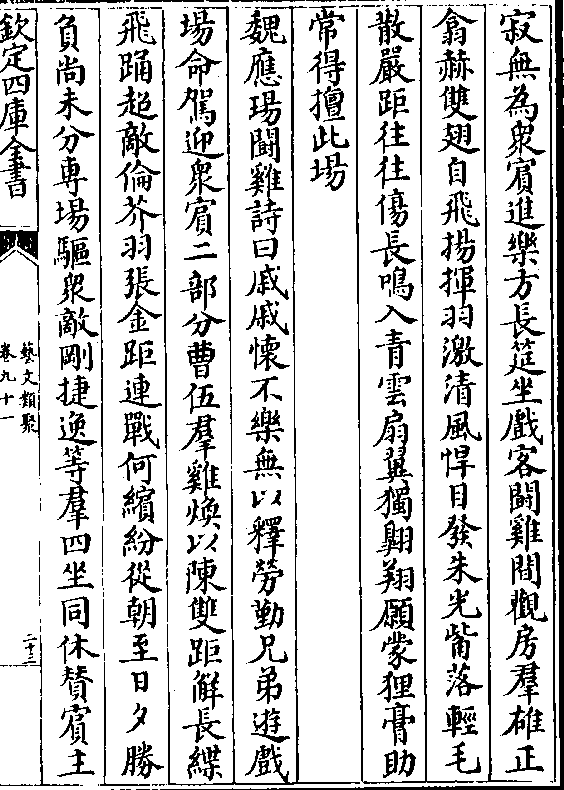 寂無為衆賔進樂方長筵坐戲客鬪雞間觀房羣雄正
翕赫雙翅自飛揚揮羽激清風悍目發朱光觜落輕毛
散嚴距往往傷長鳴入青雲扇翼獨翺翔願蒙狸膏助
常得擅此場
魏應瑒鬪雞詩曰戚戚懷不樂無以釋勞勤兄弟遊戲
場命駕迎衆賔二部分曹伍羣雞煥以陳雙距解長緤
飛踊超敵倫芥羽張金距連戰何繽紛從朝至日夕勝
負尚未分専場驅衆敵剛捷逸等羣四坐同休賛賔主
欽定四庫全書
藝文類聚
卷九十一
二十三